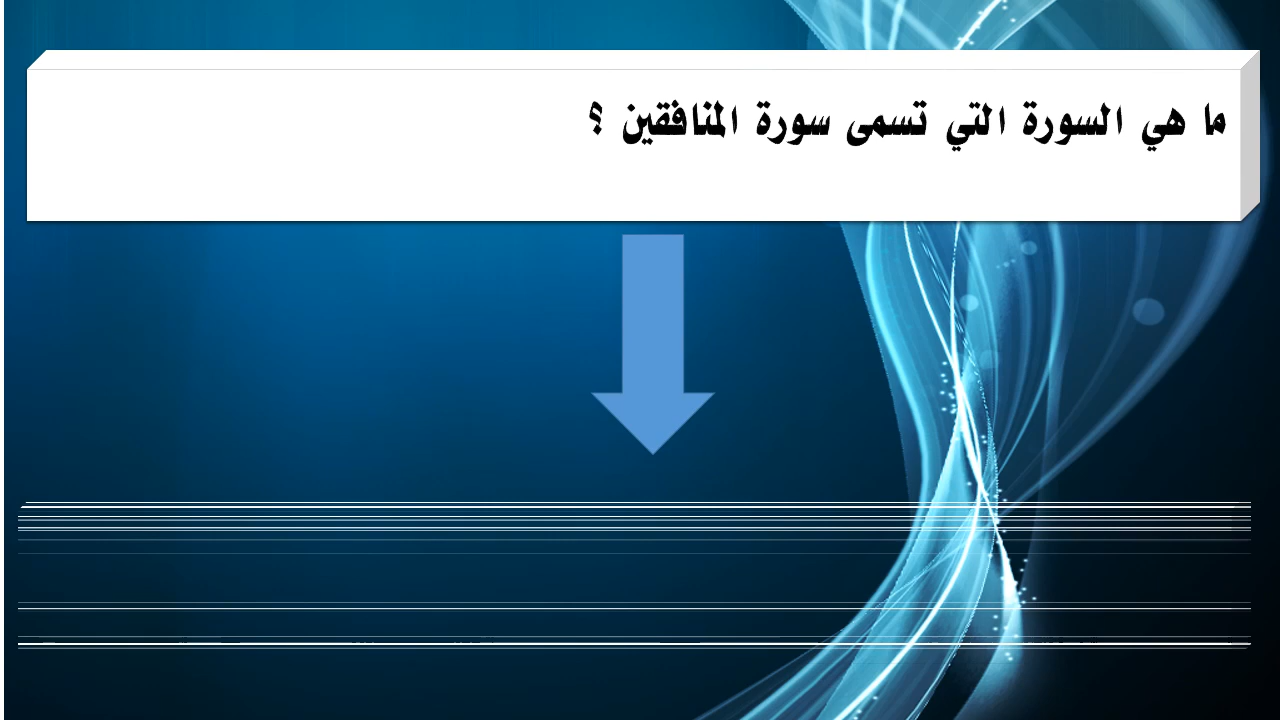 ما هي السورة التي تسمى سورة المنافقين ؟